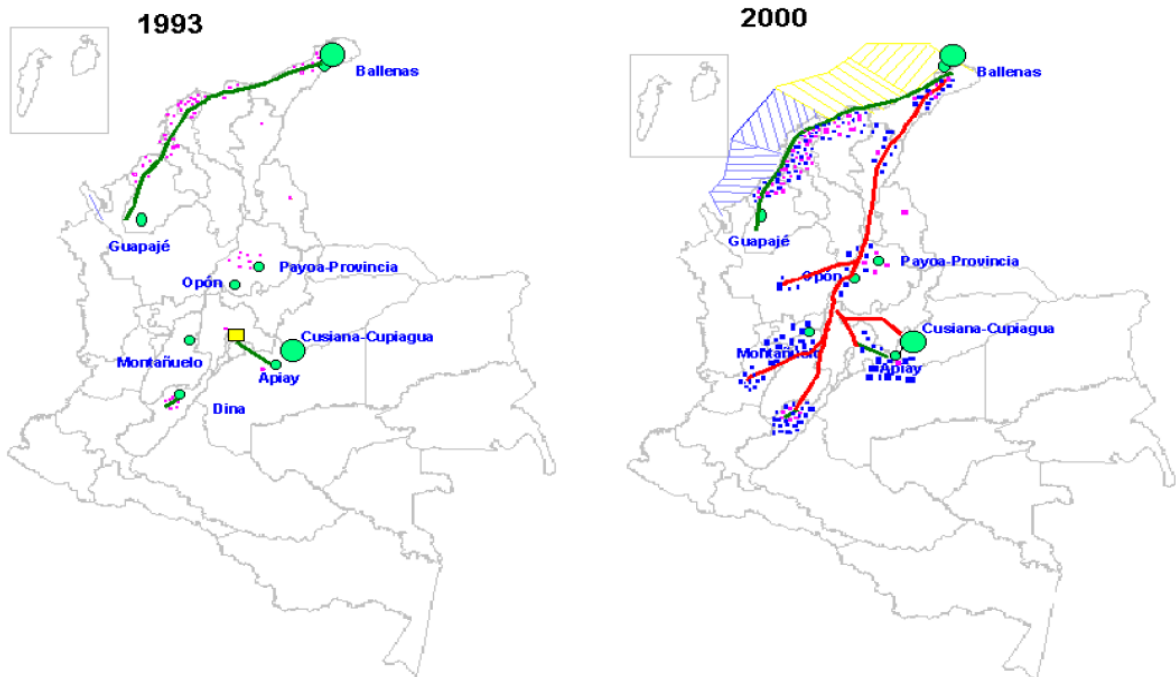 1993
Ballenas
Guapajé
Payoa-Provincia
Opón
Cusiana-Cupiagua
Montañuelo
Apiay
Dina
2000
Ballenas
Guapajé
Payoa-Provincia
Opón
Cusiana-Cupiagua
Montañuelo
Apiay